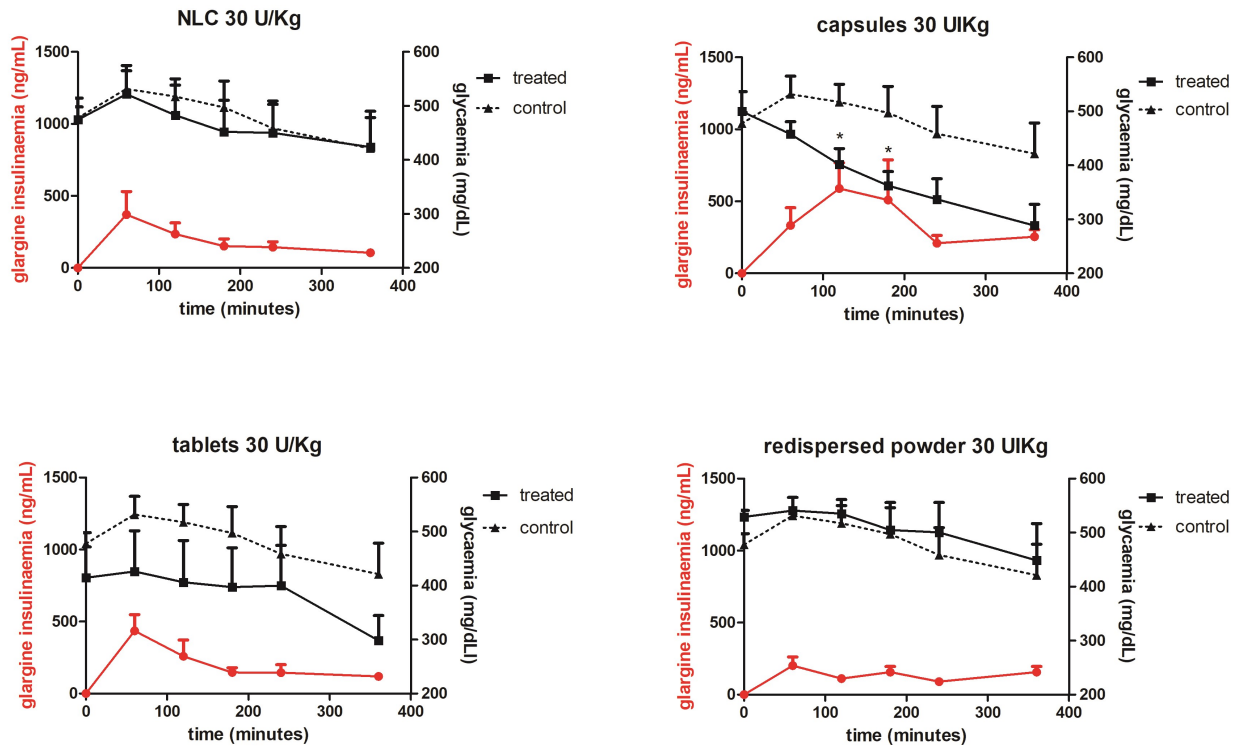 NLC 30 U/Kg
1500
1000
500
0
0
100
200
300
400
600
500
400
300
200
glargine insulinaemia (ng/mL)
glycaemia (mg/dL)
time (minutes)
treated
control
capsules 30 UIKg
1500
1000
500
0
0
100
200
300
400
600
500
400
300
200
glargine insulinaemia (ng/mL)
glycaemia (mg/dL)
time (minutes)
treated
control
*
*
tablets 30 U/Kg
1500
1000
500
0
0
100
200
300
400
600
500
400
300
200
glargine insulinaemia (ng/mL)
glycaemia (mg/dLl)
time (minutes)
treated
control
redispersed powder 30 UIKg
1500
1000
500
0
0
100
200
300
400
600
500
400
300
200
glargine insulinaemia (ng/mL)
glycaemia (mg/dL)
time (minutes)
treated
control